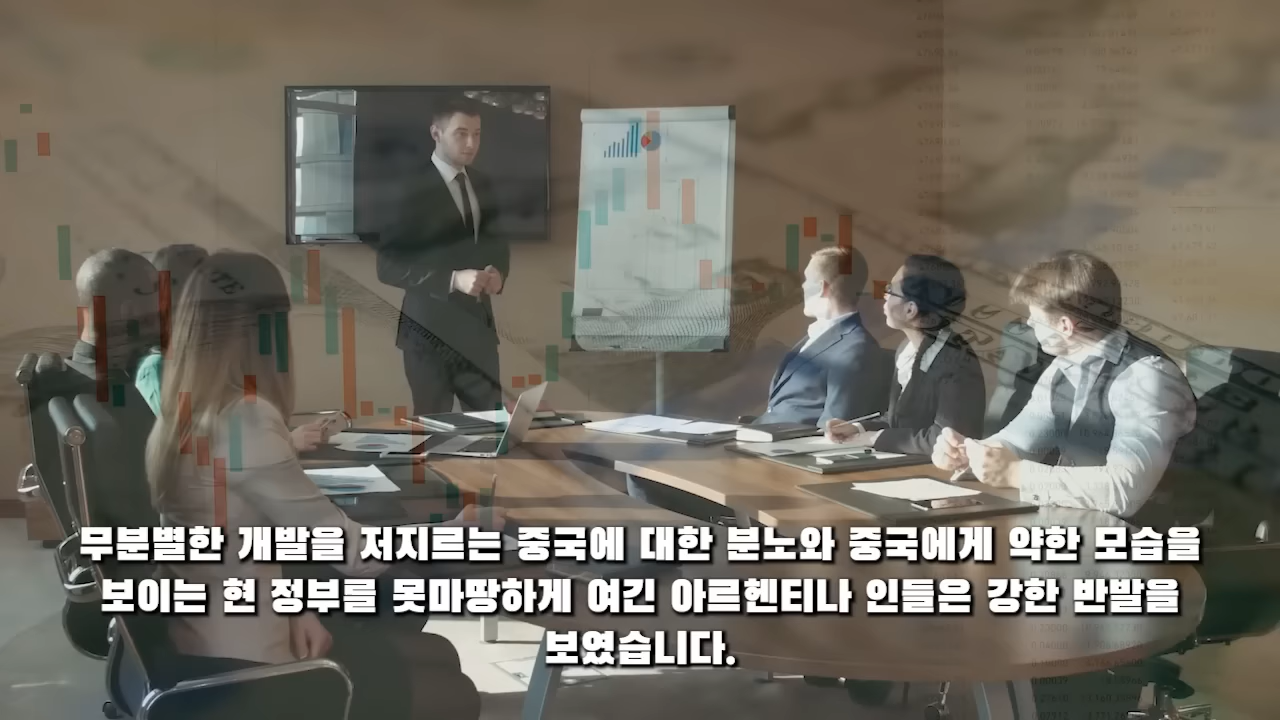 무분별한 개발을 저지르는 중국에 대한 분노와 중국에게 약한 모습을
보이는 현 정부를 못마땅하게 여긴 아르헨티나 인들은 강한 반발을
보였습니다.